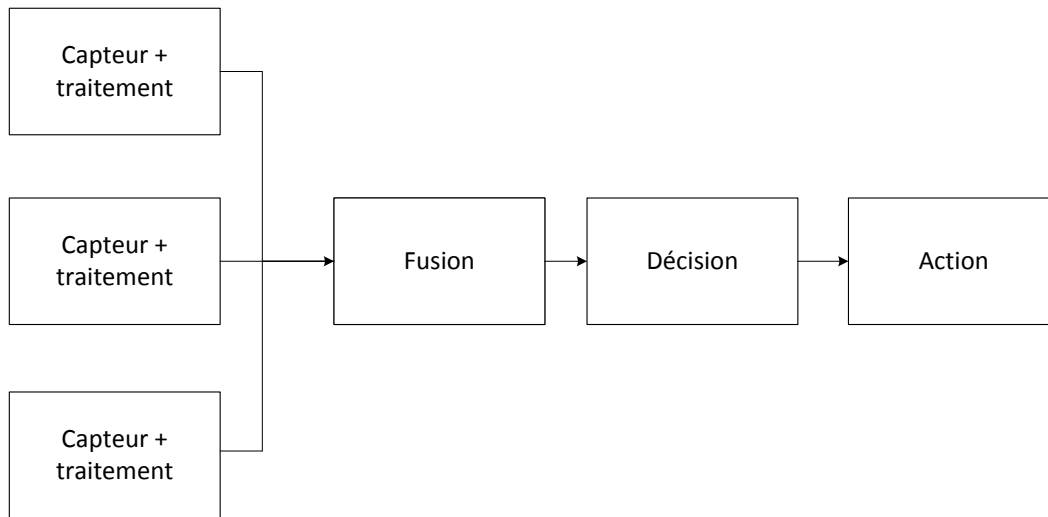 Capteur +
traitement
Capteur +
traitement
Fusion
Décision
Action
Capteur +
traitement